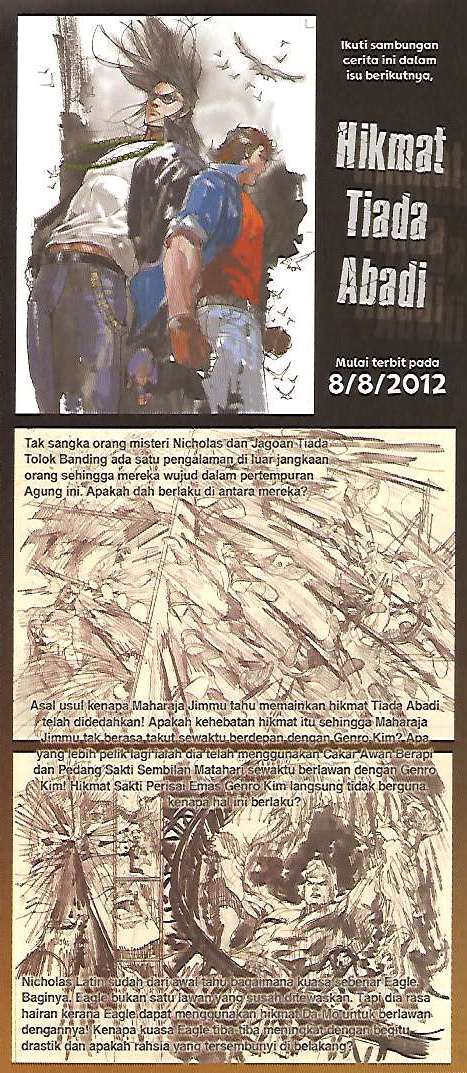 Ikuti sambungan
cerita ini dalam
isu berikutnya,
Hikmat
Tiada
Abadi
Mulai terbit pada
8/8/2012
Tak sangka orang misteri Nicholas dan Jagoan Tiada
Tolok Banding ada satu pengalaman di luar jangkaan
orang sehingga mereka wujud dalam pertempuran
Agung ini. Apakah dah berlaku di antara mereka?
Asal usul kenapa Maharaja Jimmu tahu memainkan hikmat Tiada Abadi
telah didedahkan! Apakah kehebatan hikmat itu sehingga Maharaja
Jimmu tak berasa takut sewaktu berdepan dengan Genro Kim? Apa
yang lebih pelik lagi ialah dia telah menggunakan Cakar Awan Berapi
dan Pedang Sakti Sembilan Matahari sewaktu berlawan dengan Genro
Kim! Hikmat Sakti Perisai Emas Genro Kim langsung tidak berguna,
kenapa hal ini berlaku?
Nicholas Latin sudah dari awal tahu bagaimana kuasa sebenar Eagle.
Baginya, Eagle bukan satu lawan yang susah ditewaskan. Tapi dia rasa
hairan kerana Eagle dapat menggunakan hikmat Da-Mo untuk berlawan
dengannya! Kenapa kuasa Eagle tiba-tiba meningkat dengan begitu
drastik dan apakah rahsia yang tersembunyi di belakang?